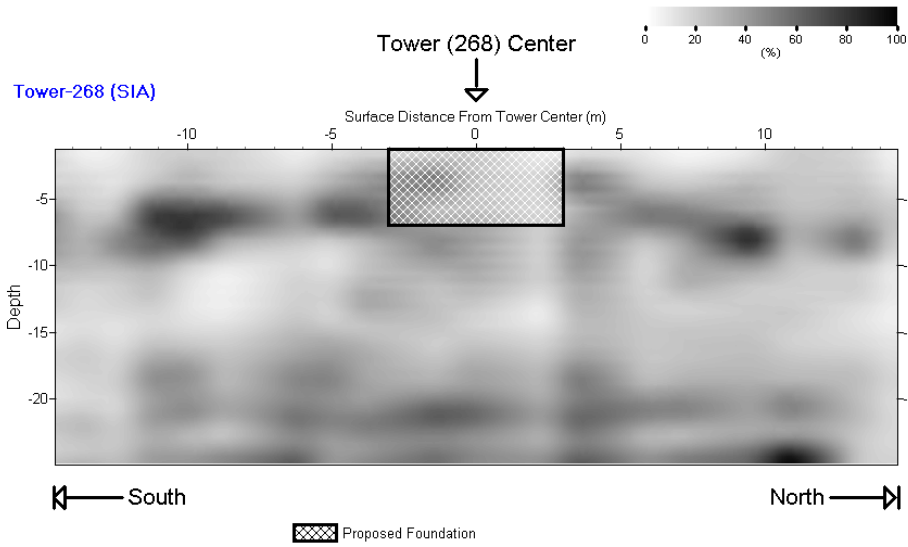 0 20 40 60 80 100
(%)
Tower (268) Center
Tower-268 (SIA)
Surface Distance From Tower Center (m)
-10 -5 0 5 10
Depth
-5
-10
-15
-20
South North
Proposed Foundation